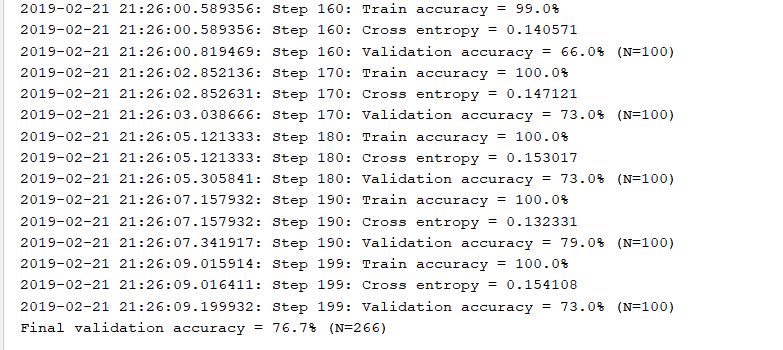 2019-02-21 21:26:00.589356: Step 160: Train accuracy = 99.0%
2019-02-21 21:26:00.589356: Step 160: Cross entropy = 0.140571
2019-02-21 21:26:00.819469: Step 160: Validation accuracy = 66.0% (N=100)
2019-02-21 21:26:02.852136: Step 170: Train accuracy = 100.0%
2019-02-21 21:26:02.852631: Step 170: Cross entropy = 0.147121
2019-02-21 21:26:03.038666: Step 170: Validation accuracy = 73.0% (N=100)
2019-02-21 21:26:05.121333: Step 180: Train accuracy = 100.0%
2019-02-21 21:26:05.121333: Step 180: Cross entropy = 0.153017
2019-02-21 21:26:05.305841: Step 180: Validation accuracy = 73.0% (N=100)
2019-02-21 21:26:07.157932: Step 190: Train accuracy = 100.0%
2019-02-21 21:26:07.157932: Step 190: Cross entropy = 0.132331
2019-02-21 21:26:07.341917: Step 190: Validation accuracy = 79.0% (N=100)
2019-02-21 21:26:09.015914: Step 199: Train accuracy = 100.0%
2019-02-21 21:26:09.016411: Step 199: Cross entropy = 0.154108
2019-02-21 21:26:09.199932: Step 199: Validation accuracy = 73.0% (N=100)
Final validation accuracy = 76.7% (N=266)